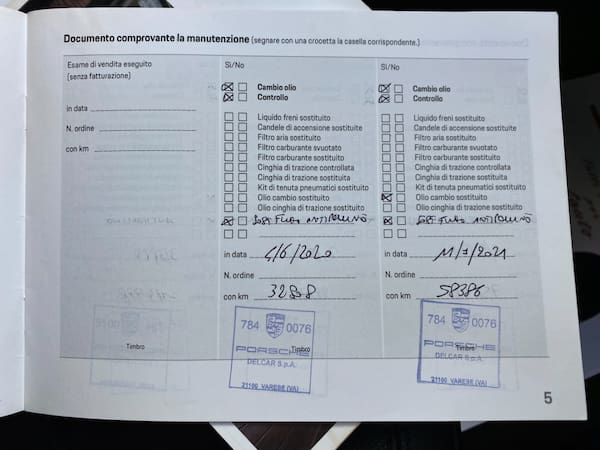 Documento comprovante la manutenzione (segnare con una crocetta la casella corrispondente.)
Esame di vendita eseguito
(senza fatturazione)
in data
N. ordine
con km
Timbro
Sì/No
Cambio olio
Controllo
Liquido freni sostituito
Candele di accensione sostituite
Filtro aria sostituito
Filtro carburante svuotato
Filtro carburante sostituito
Cinghia di trazione controllata
Cinghia di trazione sostituita
Kit di tenuta pneumatici sostituito
Olio cambio sostituito
Olio cinghia di trazione sostituito
FILTRO ANTIPOLLINE
in data 4/6/2020
N. ordine
con km
784 0076
PORSCHE
Timbro
DELCAR S.p.A.
21100 VARESE (VA)
Sì/No
Cambio olio
Controllo
Liquido freni sostituito
Candele di accensione sostituite
Filtro aria sostituito
Filtro carburante svuotato
Filtro carburante sostituito
Cinghia di trazione controllata
Cinghia di trazione sostituita
Kit di tenuta pneumatici sostituito
Olio cambio sostituito
Olio cinghia di trazione sostituito
FILTRO
in data
N. ordine
con km 58386
784 0076
PORSCHE
Timbro
DELCAR S.p.A.
21100 VARESE (VA)
5